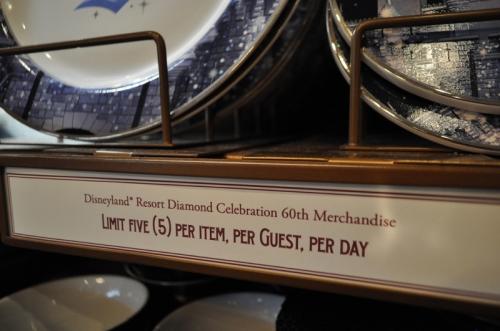 Disneyland® Resort Diamond Celebration 60th Merchandise
Limit five (5) per item, per Guest, per day